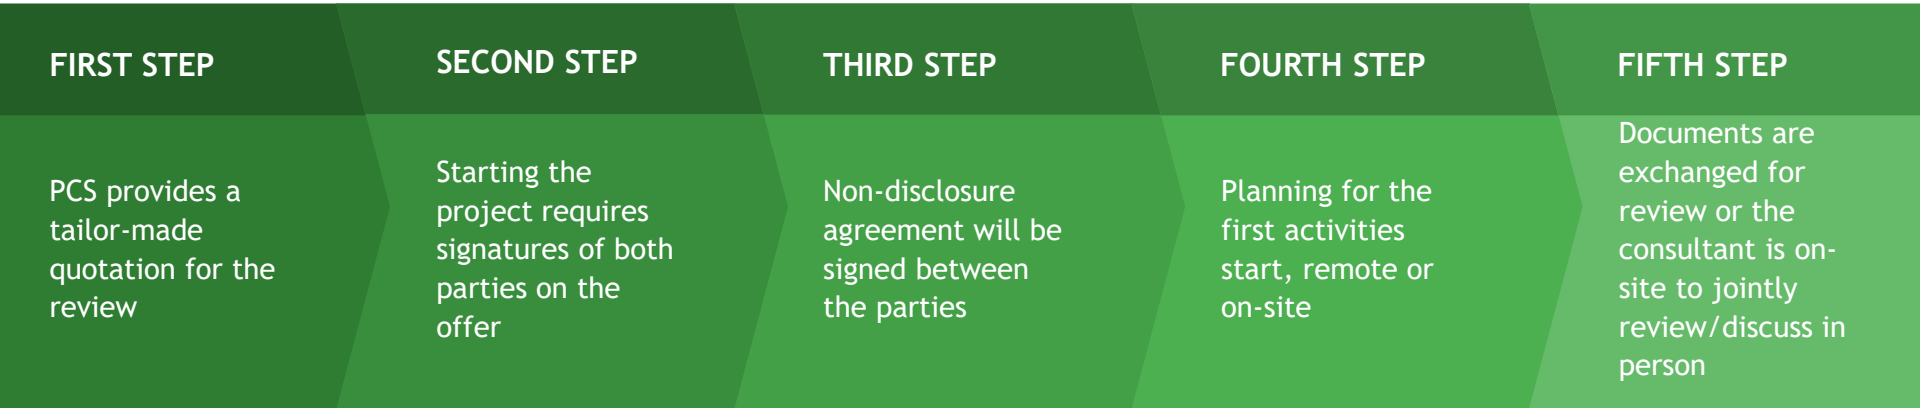 FIRST STEP
PCS provides a
tailor-made
quotation for the
review
SECOND STEP
Starting the
project requires
signatures of both
parties on the
offer
THIRD STEP
Non-disclosure
agreement will be
signed between
the parties
FOURTH STEP
Planning for the
first activities
start, remote or
on-site
FIFTH STEP
Documents are
exchanged for
review or the
consultant is on-
site to jointly
review/discuss in
person